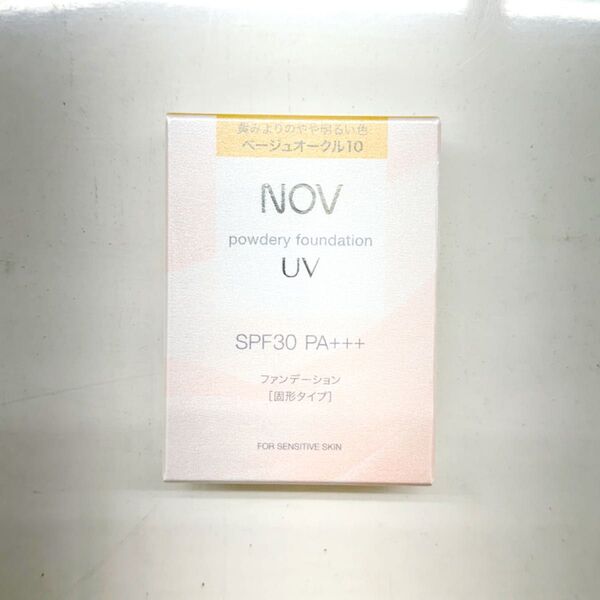 黄みよりのやや明るい色
ベージュオークル10
NOV
powdery foundation
UV
SPF30 PA+++
ファンデーション
[固形タイプ]
FOR SENSITIVE SKIN